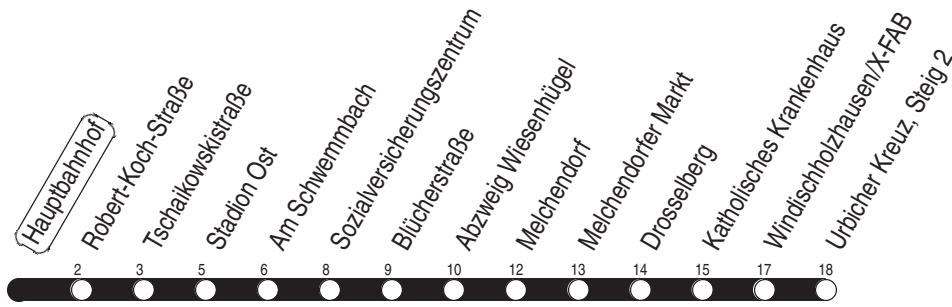 Hauptbahnhof
Robert-Koch-Straße
Tschaikowskistraße
Stadion Ost
Am Schwemmbach
Sozialversicherungszentrum
Blücherstraße
Abzweig Wiesenhügel
Melchendorf
Melchendorfer Markt
Drosselberg
Katholisches Krankenhaus
Windischholzhausen/X-FAB
Urbicher Kreuz, Steig 2
2 3 5 6 8 9 10 12 13 14 15 17 18